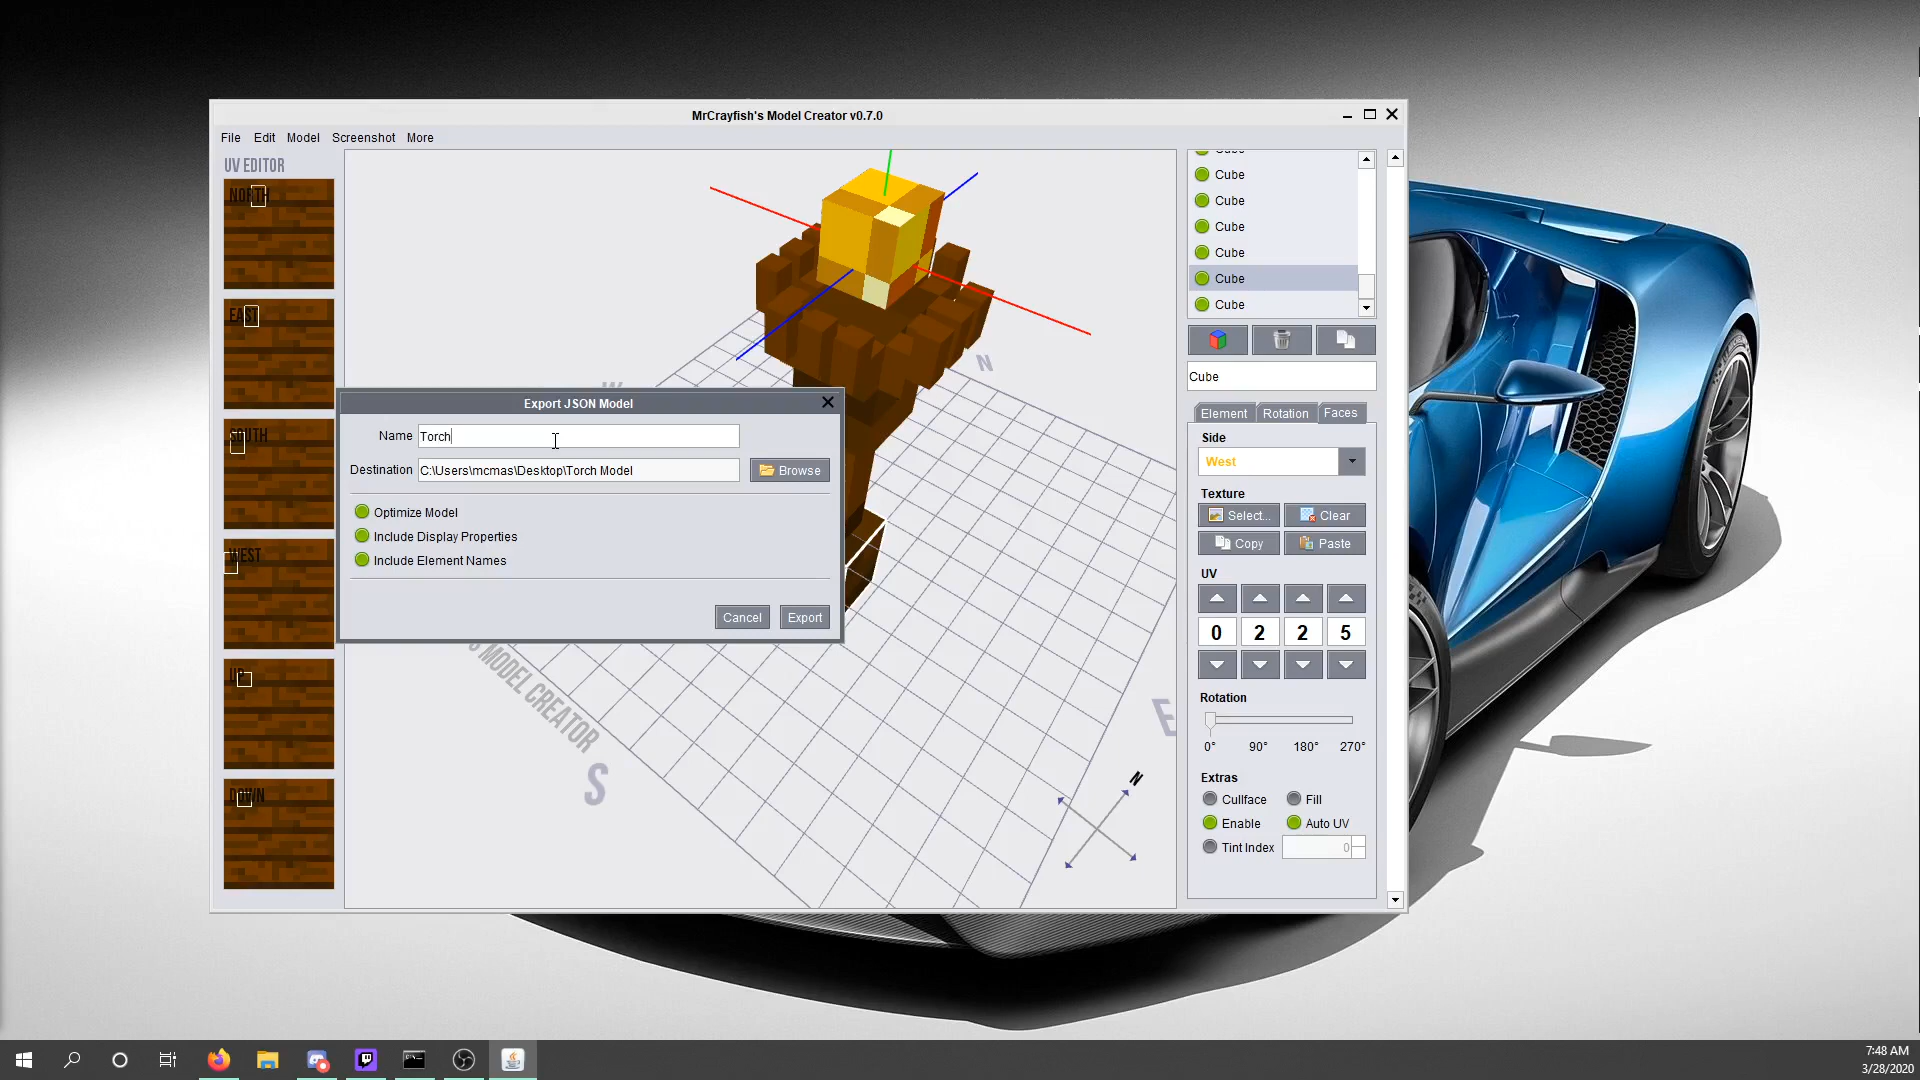 MrCrayfish's Model Creator v0.7.0
File Edit Model Screenshot More
UV EDITOR
NORTH
EAST
SOUTH
WEST
UP
DOWN
N
MODEL CREATOR
S
E
N
Export JSON Model
Name Torch
Destination C:\Users\mcmas\Desktop\Torch Model Browse
Optimize Model
Include Display Properties
Include Element Names
Cancel Export
Cube
Cube
Cube
Cube
Cube
Cube
Cube
Element Rotation Faces
Side
West
Texture
Select... Clear
Copy Paste
UV
0 2 2 5
Rotation
0° 90° 180° 270°
Extras
Cullface Fill
Enable Auto UV
Tint Index 0
7:48 AM
3/28/2020